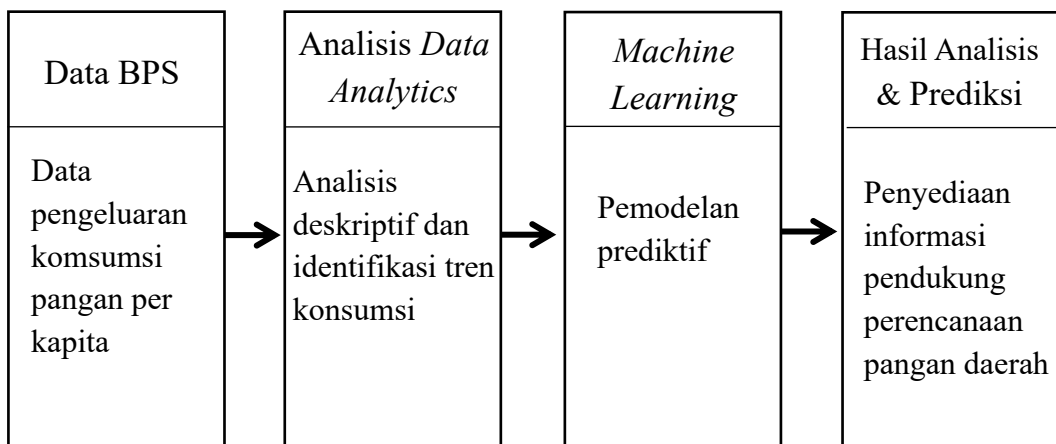 Data BPS
Data
pengeluaran
komsumsi
pangan per
kapita
Analisis Data
Analytics
Analisis
deskriptif dan
identifikasi tren
konsumsi
Machine
Learning
Pemodelan
prediktif
Hasil Analisis
& Prediksi
Penyediaan
informasi
pendukung
perencanaan
pangan daerah